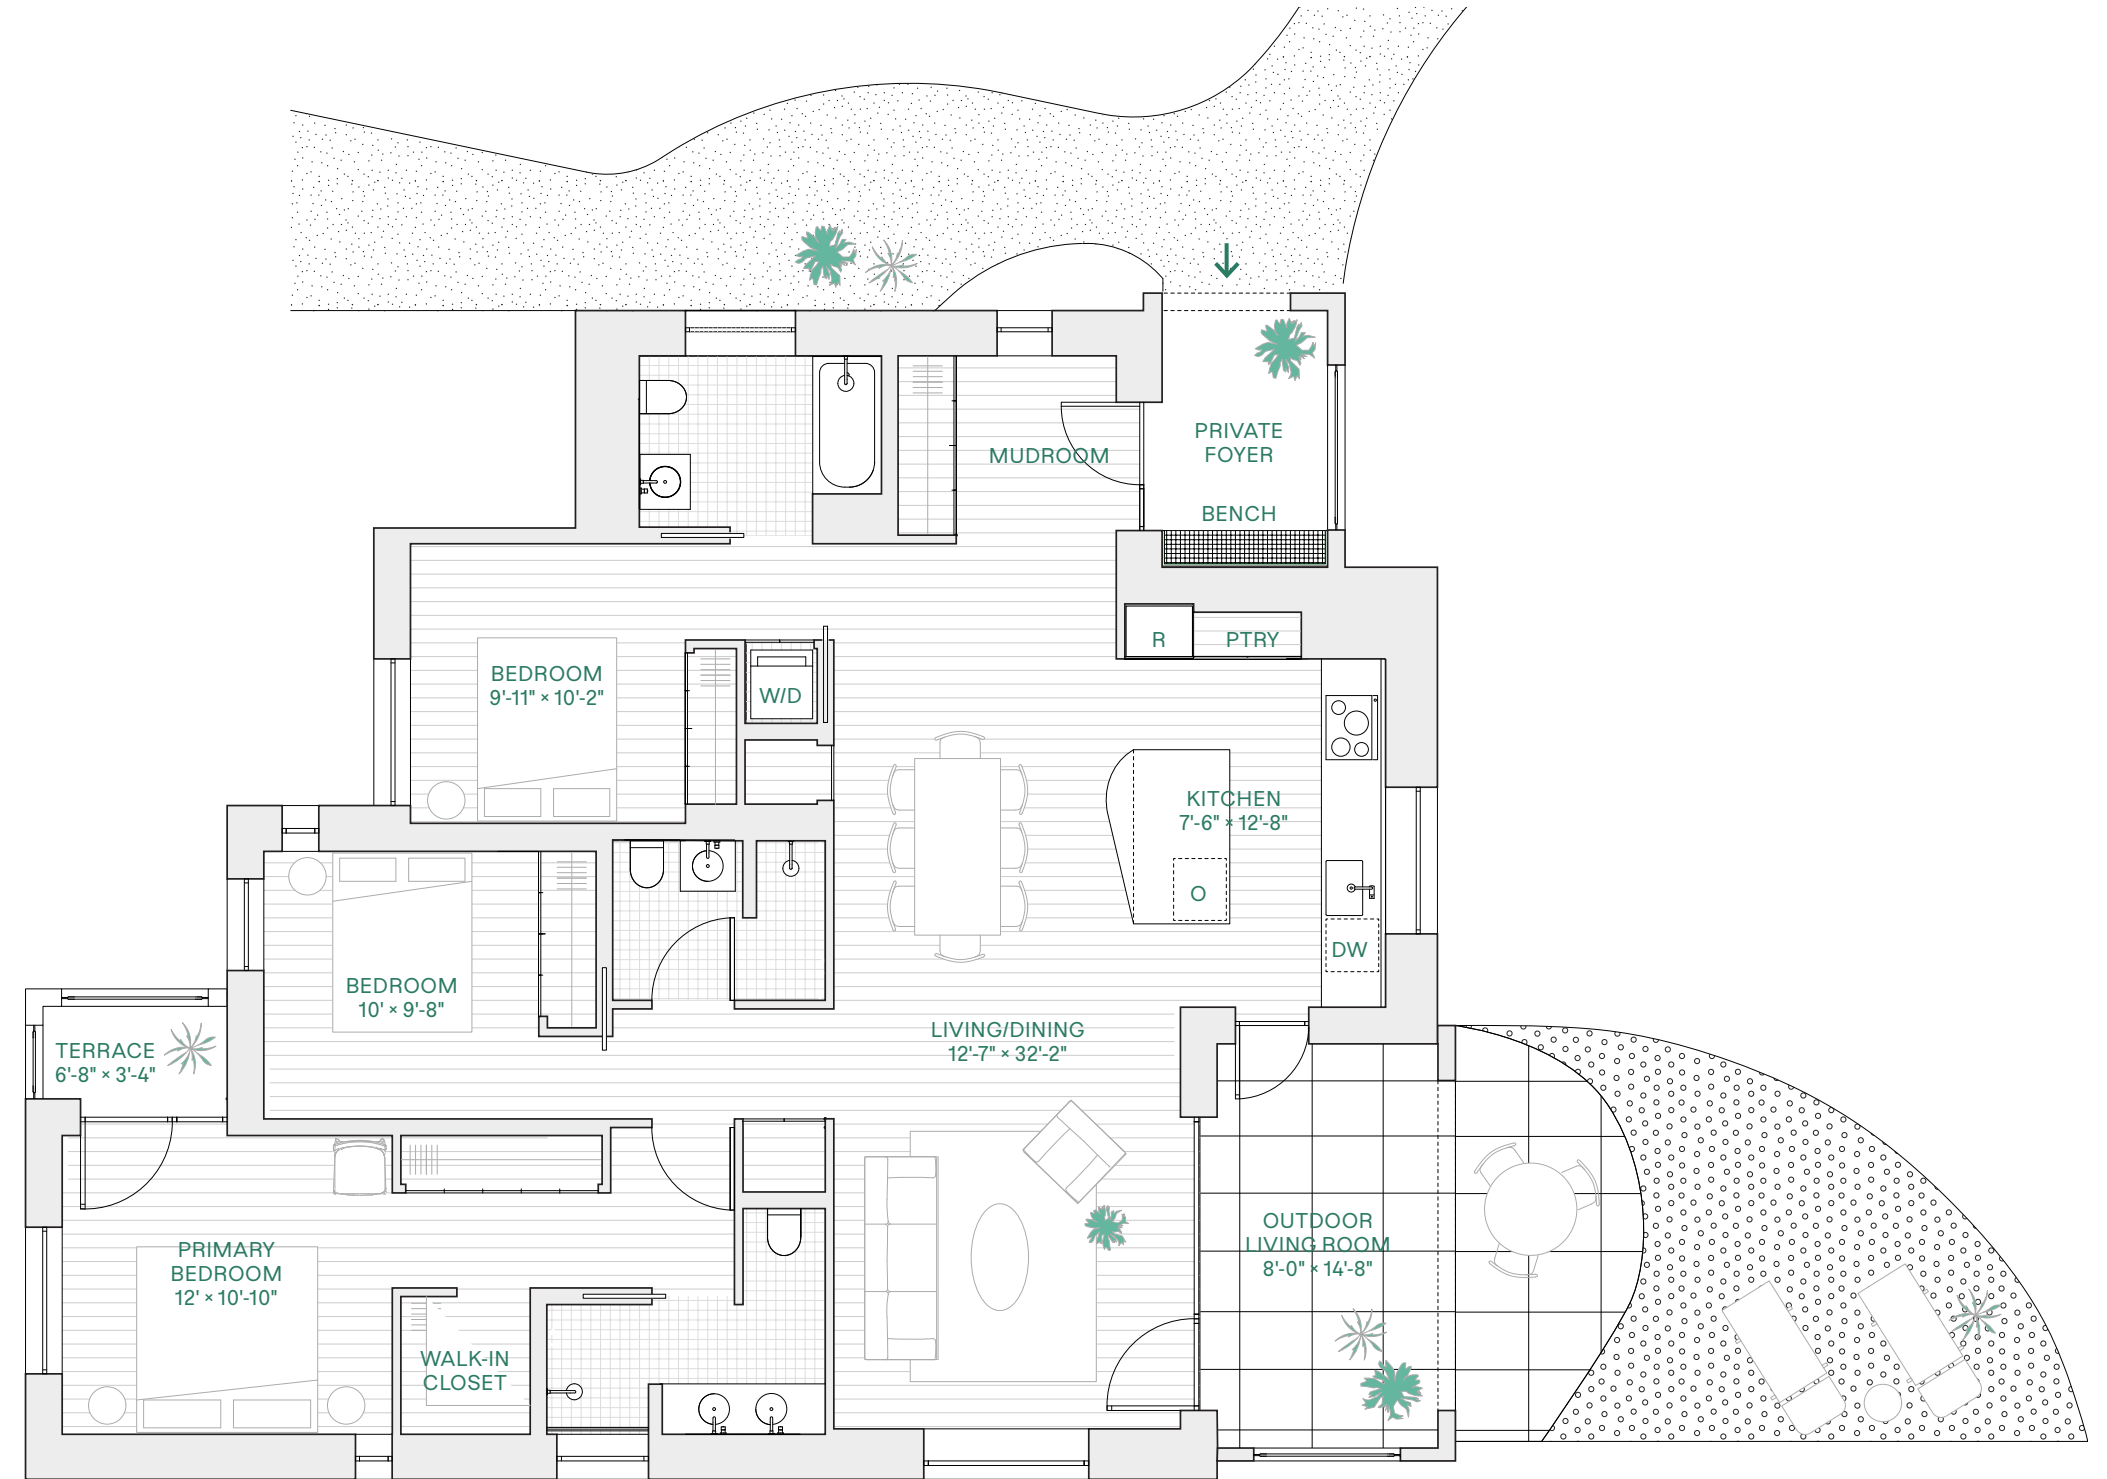 PRIVATE
FOYER
MUDROOM
BENCH
R
PTRY
BEDROOM
9'-11" × 10'-2"
W/D
KITCHEN
7'-6" × 12'-8"
O
DW
BEDROOM
10' × 9'-8"
LIVING/DINING
12'-7" × 32'-2"
TERRACE
6'-8" × 3'-4"
OUTDOOR
LIVING ROOM
8'-0" × 14'-8"
PRIMARY
BEDROOM
12' × 10'-10"
WALK-IN
CLOSET